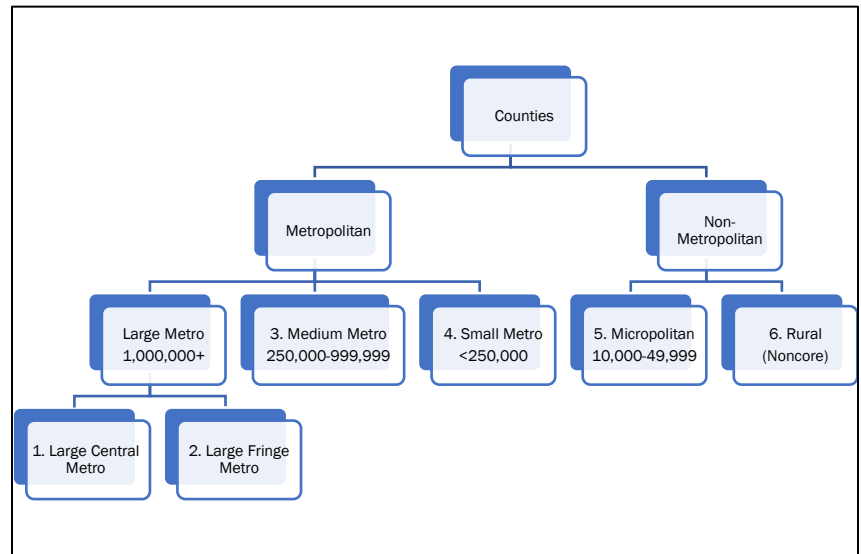 Counties
Metropolitan
Non-
Metropolitan
Large Metro
1,000,000+
3. Medium Metro
250,000-999,999
4. Small Metro
<250,000
5. Micropolitan
10,000-49,999
6. Rural
(Noncore)
1. Large Central
Metro
2. Large Fringe
Metro